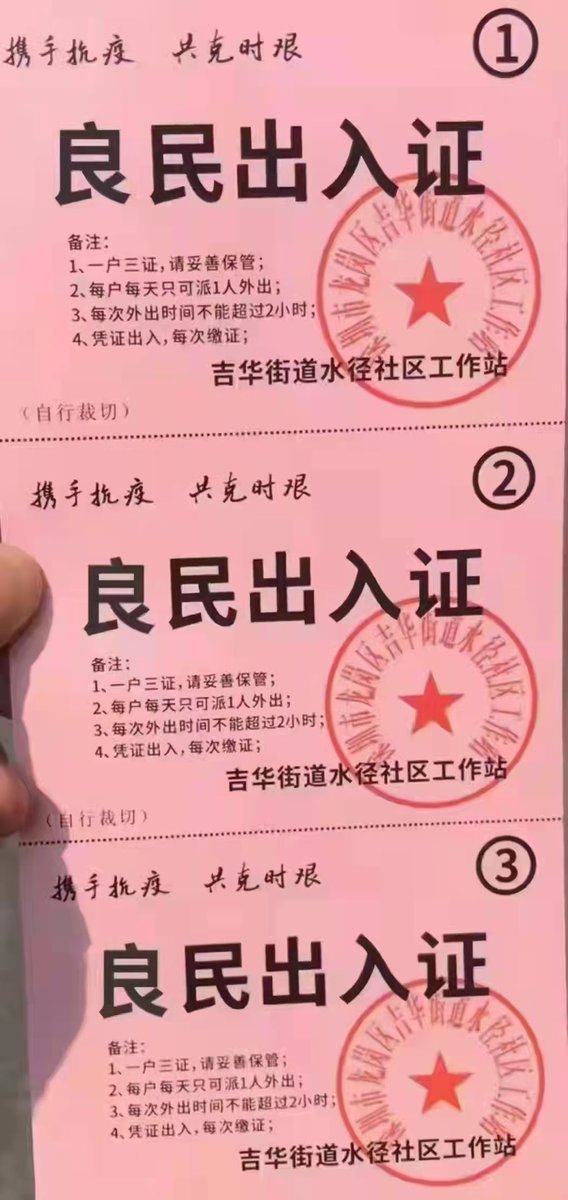 携手抗疫 共克时艰
①
良民出入证
备注：
1、一户三证，请妥善保管；
2、每户每天只可派1人外出；
3、每次外出时间不能超过2小时；
4、凭证出入，每次缴证；
深圳市龙岗区吉华街道水径社区工作站
吉华街道水径社区工作站
（自行裁切）
携手抗疫 共克时艰
②
良民出入证
备注：
1、一户三证，请妥善保管；
2、每户每天只可派1人外出；
3、每次外出时间不能超过2小时；
4、凭证出入，每次缴证；
深圳市龙岗区吉华街道水径社区工作站
吉华街道水径社区工作站
（自行裁切）
携手抗疫 共克时艰
③
良民出入证
备注：
1、一户三证，请妥善保管；
2、每户每天只可派1人外出；
3、每次外出时间不能超过2小时；
4、凭证出入，每次缴证；
深圳市龙岗区吉华街道水径社区工作站
吉华街道水径社区工作站